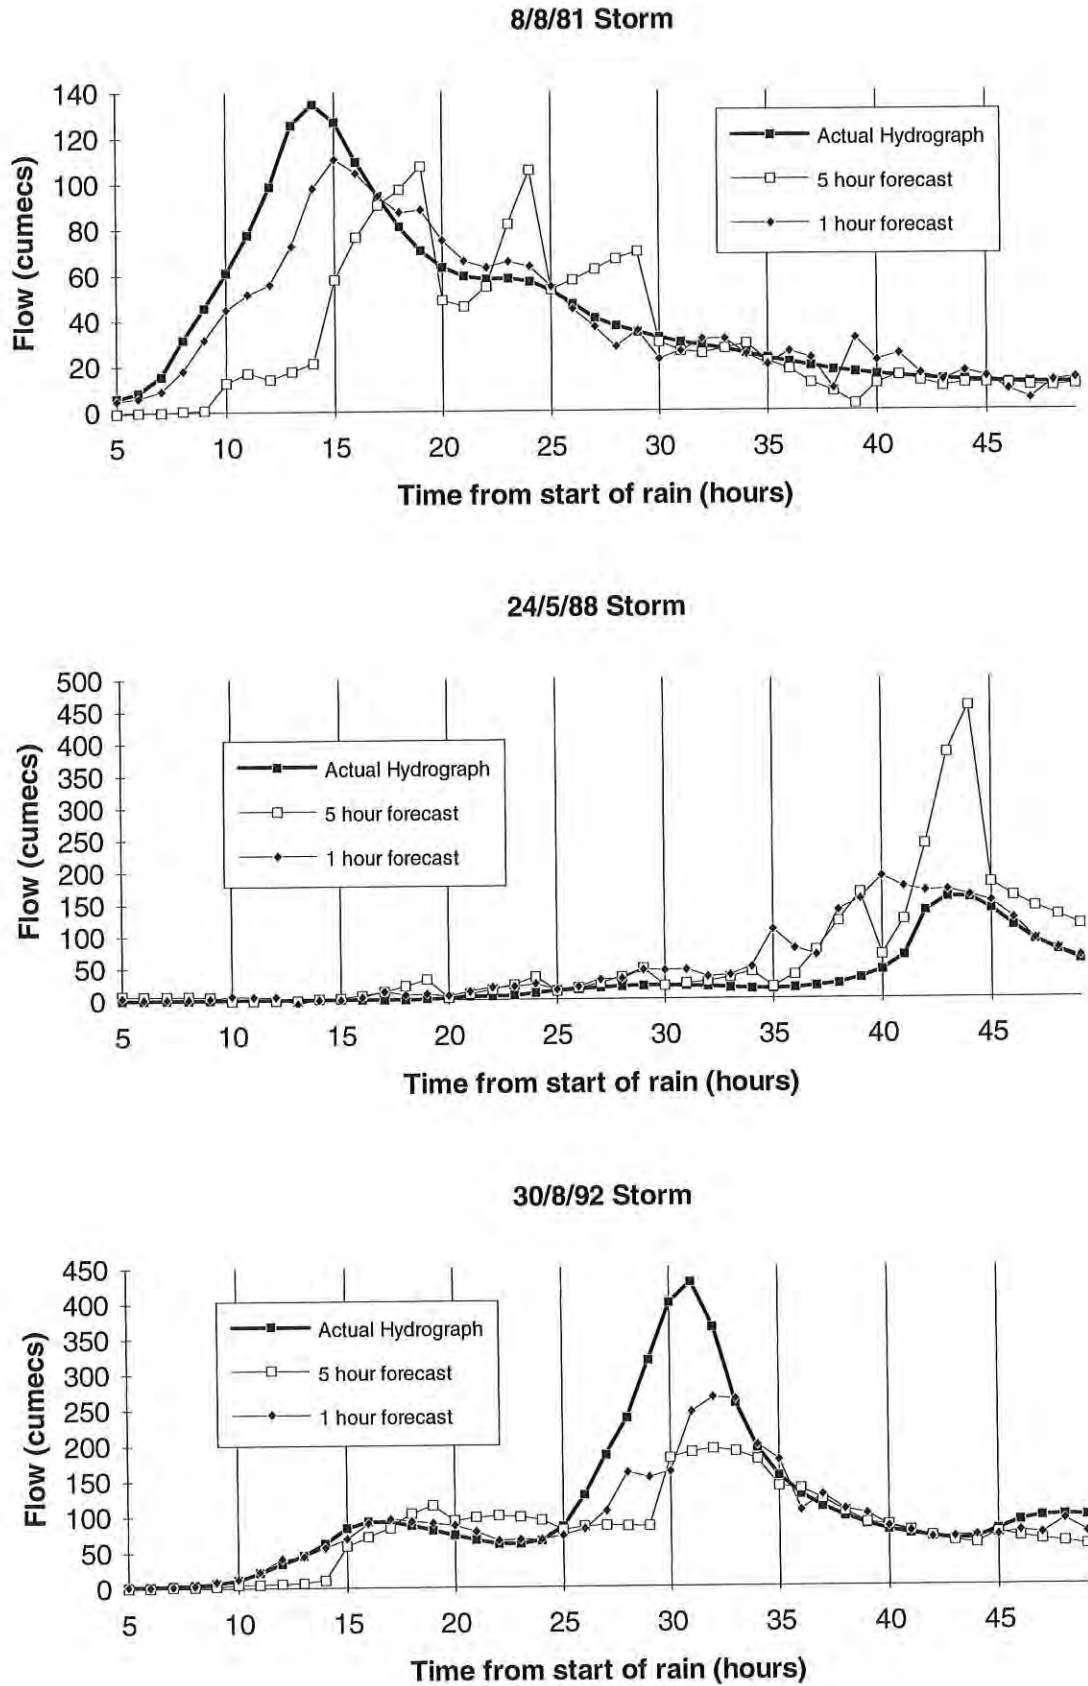 8/8/81 Storm
140
120
100
80
60
40
20
0
Flow (cumecs)
Actual Hydrograph
5 hour forecast
1 hour forecast
5 10 15 20 25 30 35 40 45
Time from start of rain (hours)
24/5/88 Storm
500
450
400
350
300
250
200
150
100
50
0
Flow (cumecs)
Actual Hydrograph
5 hour forecast
1 hour forecast
5 10 15 20 25 30 35 40 45
Time from start of rain (hours)
30/8/92 Storm
450
400
350
300
250
200
150
100
50
0
Flow (cumecs)
Actual Hydrograph
5 hour forecast
1 hour forecast
5 10 15 20 25 30 35 40 45
Time from start of rain (hours)